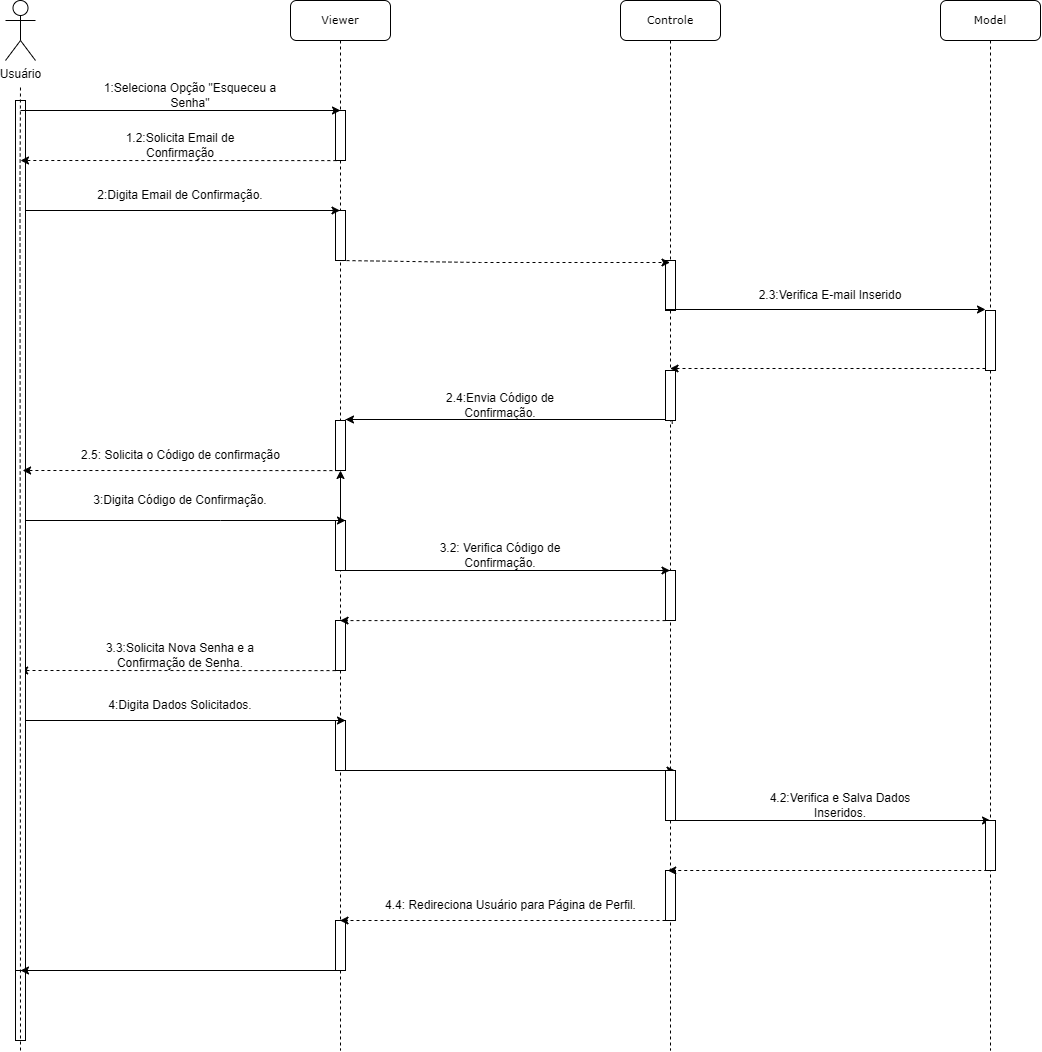 Viewer
Controle
Model
Usuário
1:Seleciona Opção "Esqueceu a
Senha"
1.2:Solicita Email de
Confirmação
2:Digita Email de Confirmação.
2.3:Verifica E-mail Inserido
2.4:Envia Código de
Confirmação.
2.5: Solicita o Código de confirmação
3:Digita Código de Confirmação.
3.2: Verifica Código de
Confirmação.
3.3:Solicita Nova Senha e a
Confirmação de Senha.
4:Digita Dados Solicitados.
4.2:Verifica e Salva Dados
Inseridos.
4.4: Redireciona Usuário para Página de Perfil.